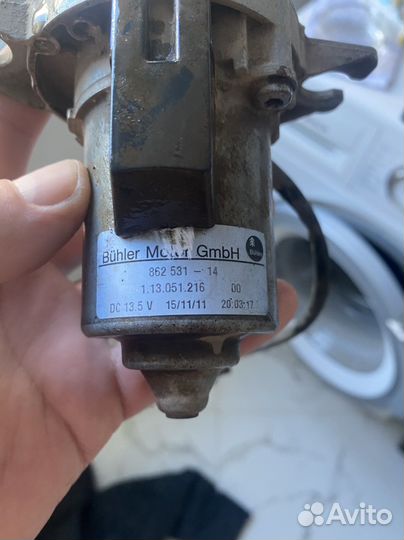 Bühler Motor GmbH
Bühler
862 531 - 14
1.13.051.216 00
DC 13.5 V 15/11/11 20:03:17
Avito